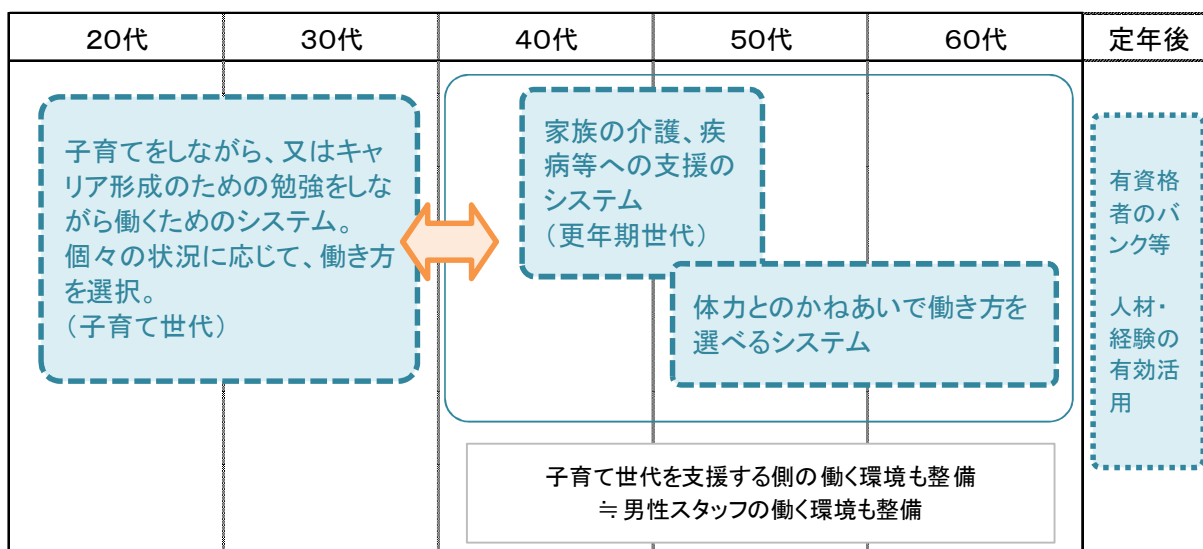 20代 30代 40代 50代 60代 定年後
子育てをしながら、又はキャ
リア形成のための勉強をしな
がら働くためのシステム。
個々の状況に応じて、働き方
を選択。
（子育て世代）
家族の介護、疾
病等への支援の
システム
（更年期世代）
体力とのかねあいで働き方を
選べるシステム
有資格
者のバ
ンク等
人材・
経験の
有効活
用
子育て世代を支援する側の働く環境も整備
≒男性スタッフの働く環境も整備